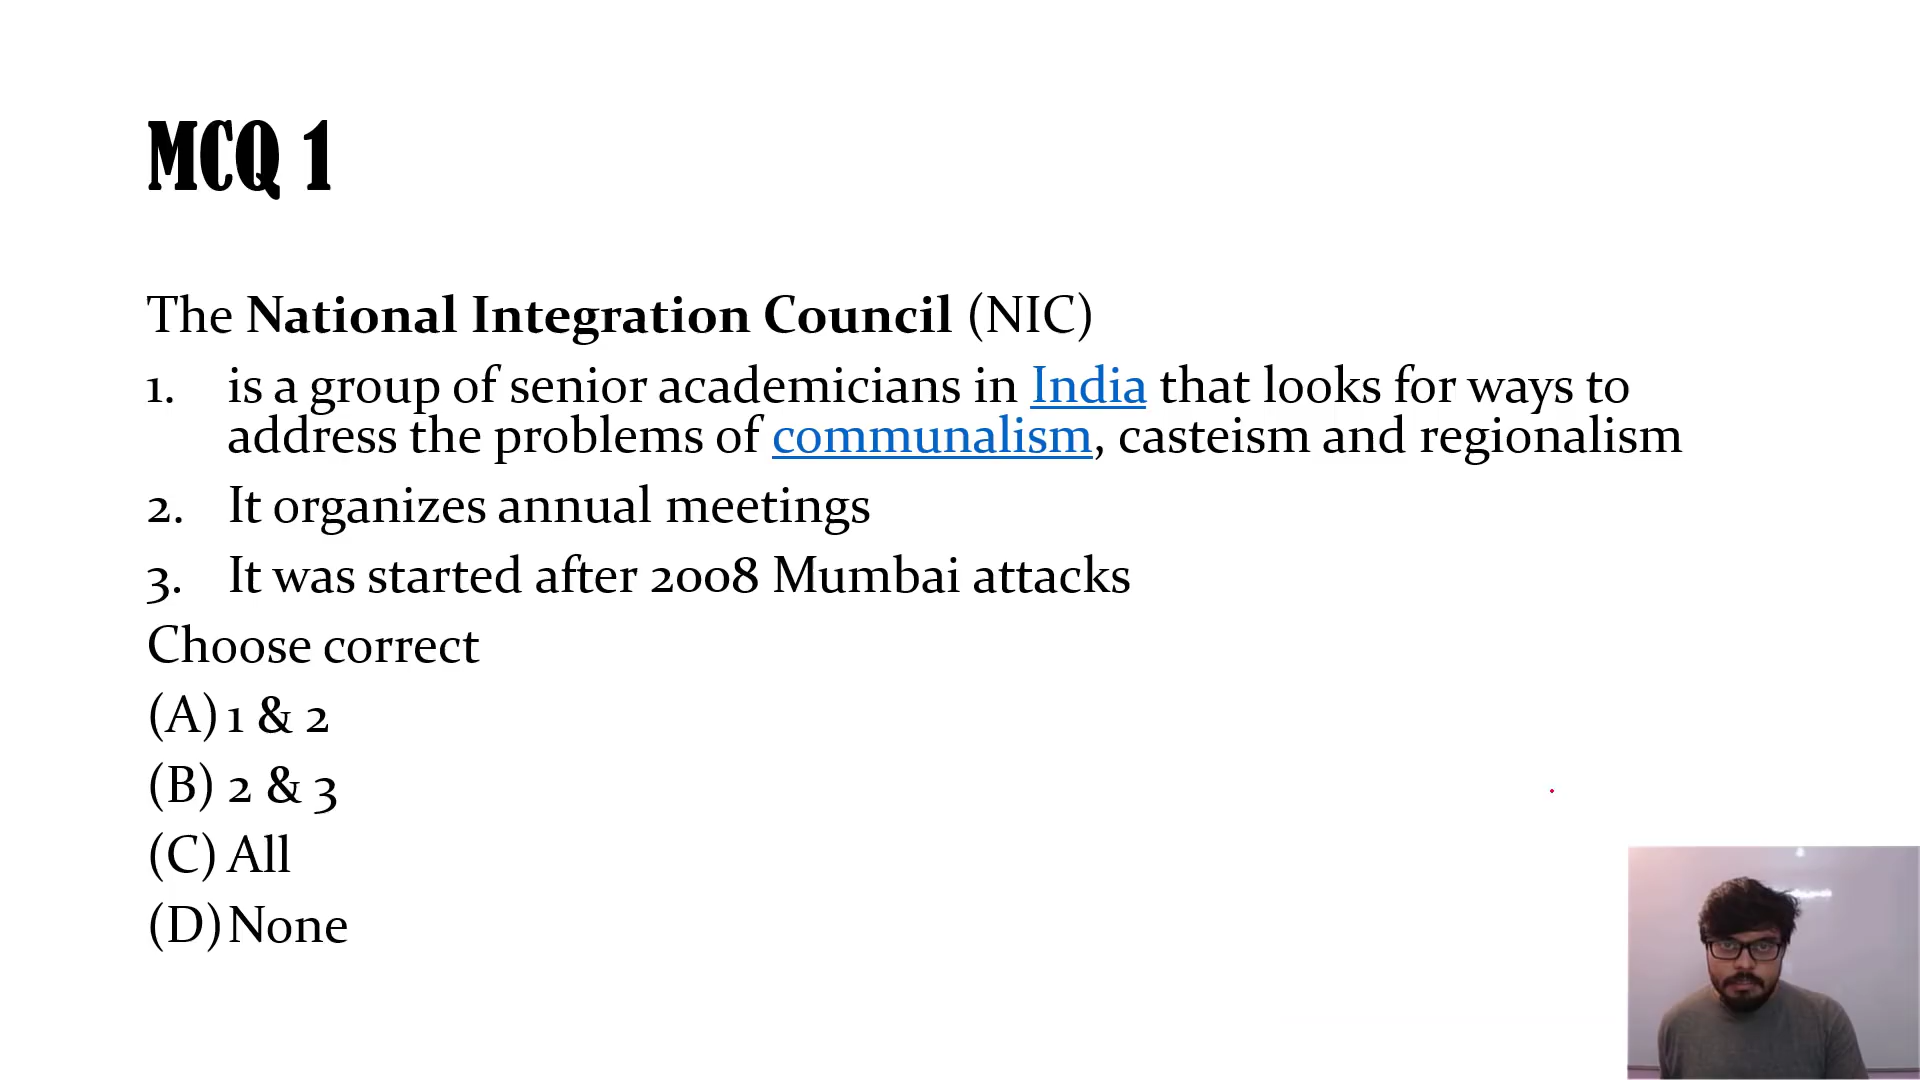 MCQ 1
The National Integration Council (NIC)
1. is a group of senior academicians in India that looks for ways to
address the problems of communalism, casteism and regionalism
2. It organizes annual meetings
3. It was started after 2008 Mumbai attacks
Choose correct
(A) 1 & 2
(B) 2 & 3
(C) All
(D) None